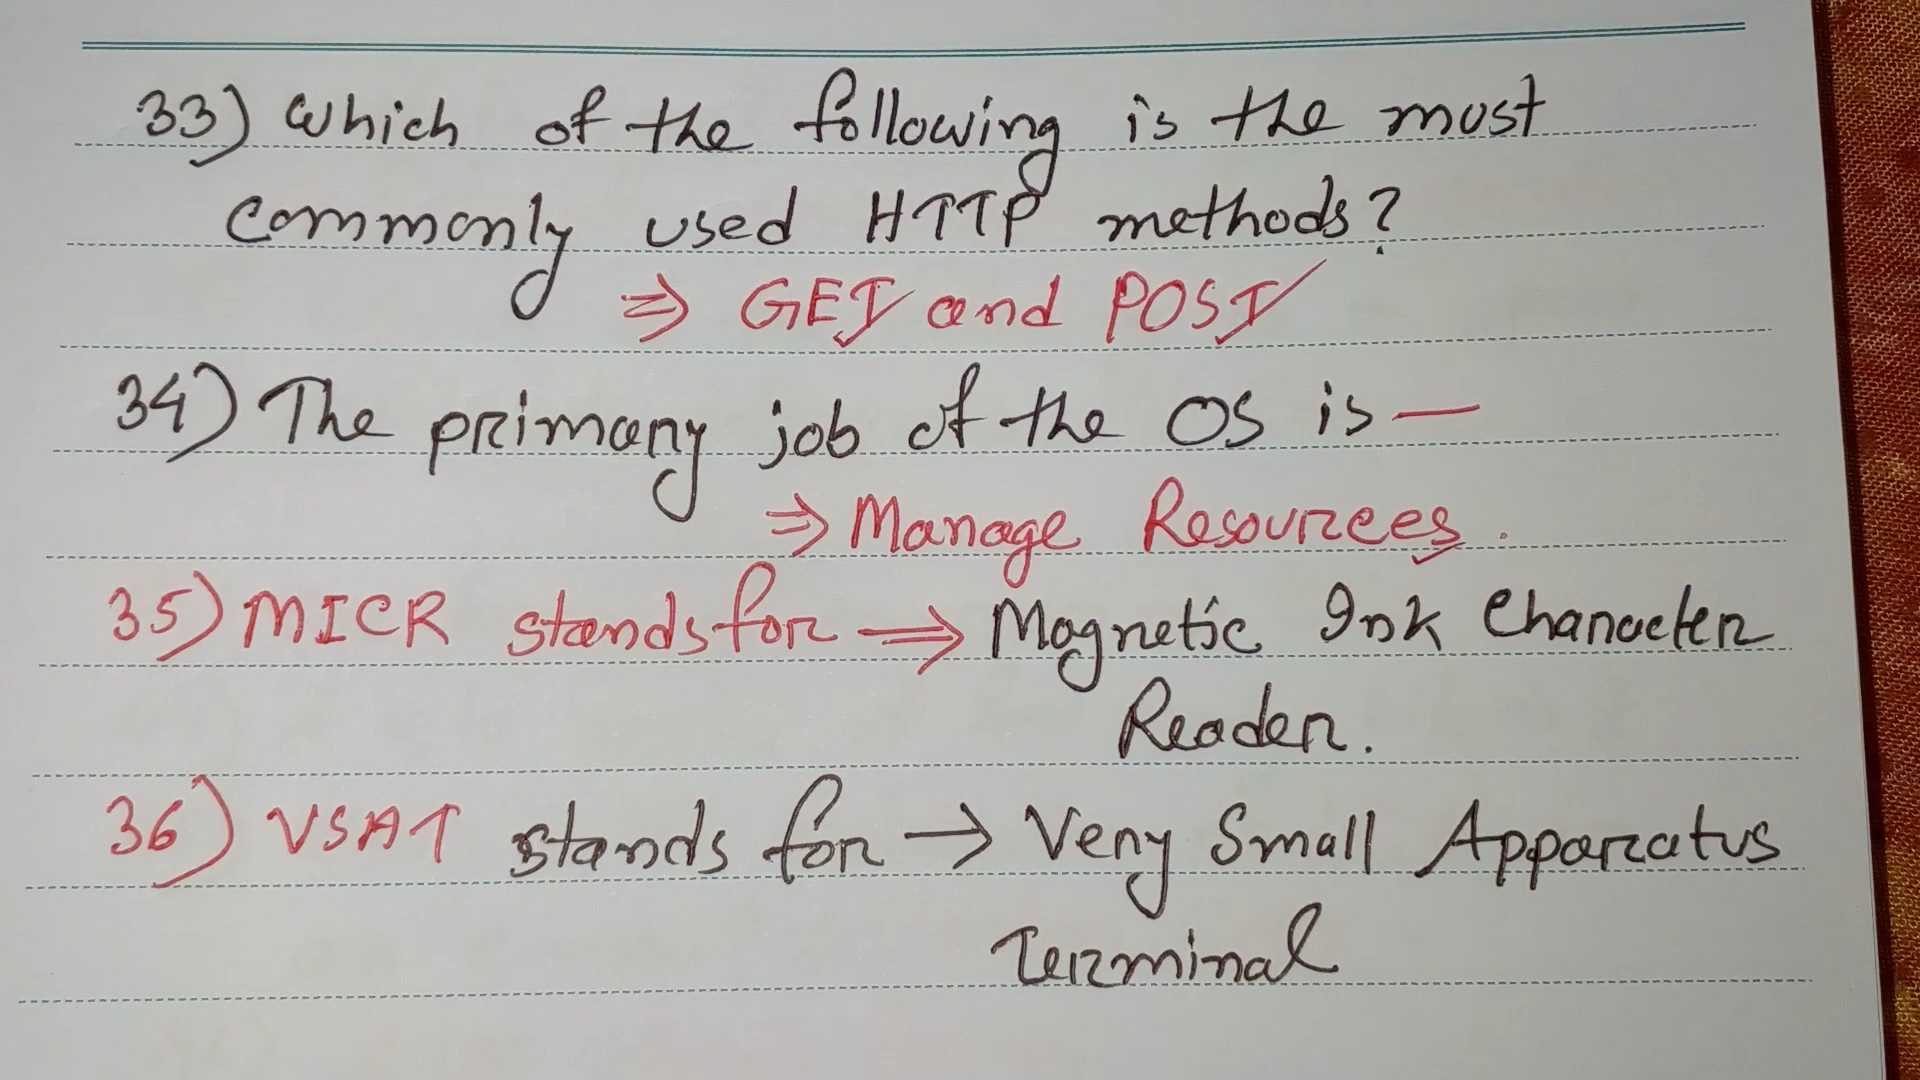 33) Which of the following is the most
commonly used HTTP methods?
⇒ GET and POST
34) The primary job of the OS is —
⇒ Manage Resources.
35) MICR stands for ⇒ Magnetic Ink Character
Reader.
36) VSAT stands for → Very Small Apparatus
Terminal